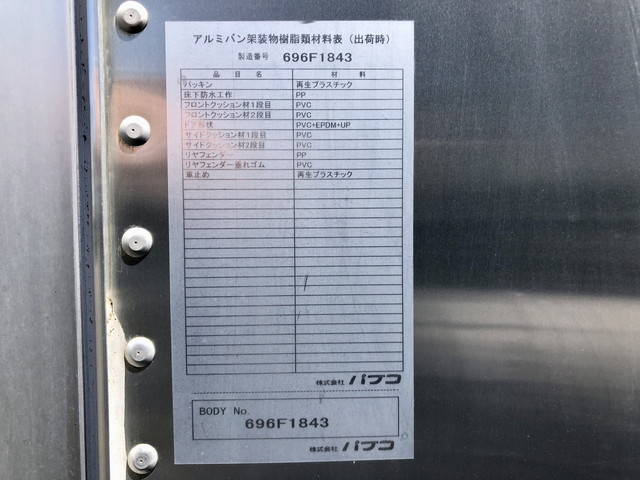 アルミバン架装物樹脂類材料表（出荷時）
製造番号 696F1843
品目名 材料
パッキン 再生プラスチック
床下防水工作 PP
フロントクッション材1段目 PVC
フロントクッション材2段目 PVC
ドア形状 PVC+EPDM+UP
サイドクッション材1段目 PVC
サイドクッション材2段目 PVC
リヤフェンダー PP
リヤフェンダー垂れゴム PVC
車止め 再生プラスチック
株式会社 パブコ
BODY No.
696F1843
株式会社 パブコ